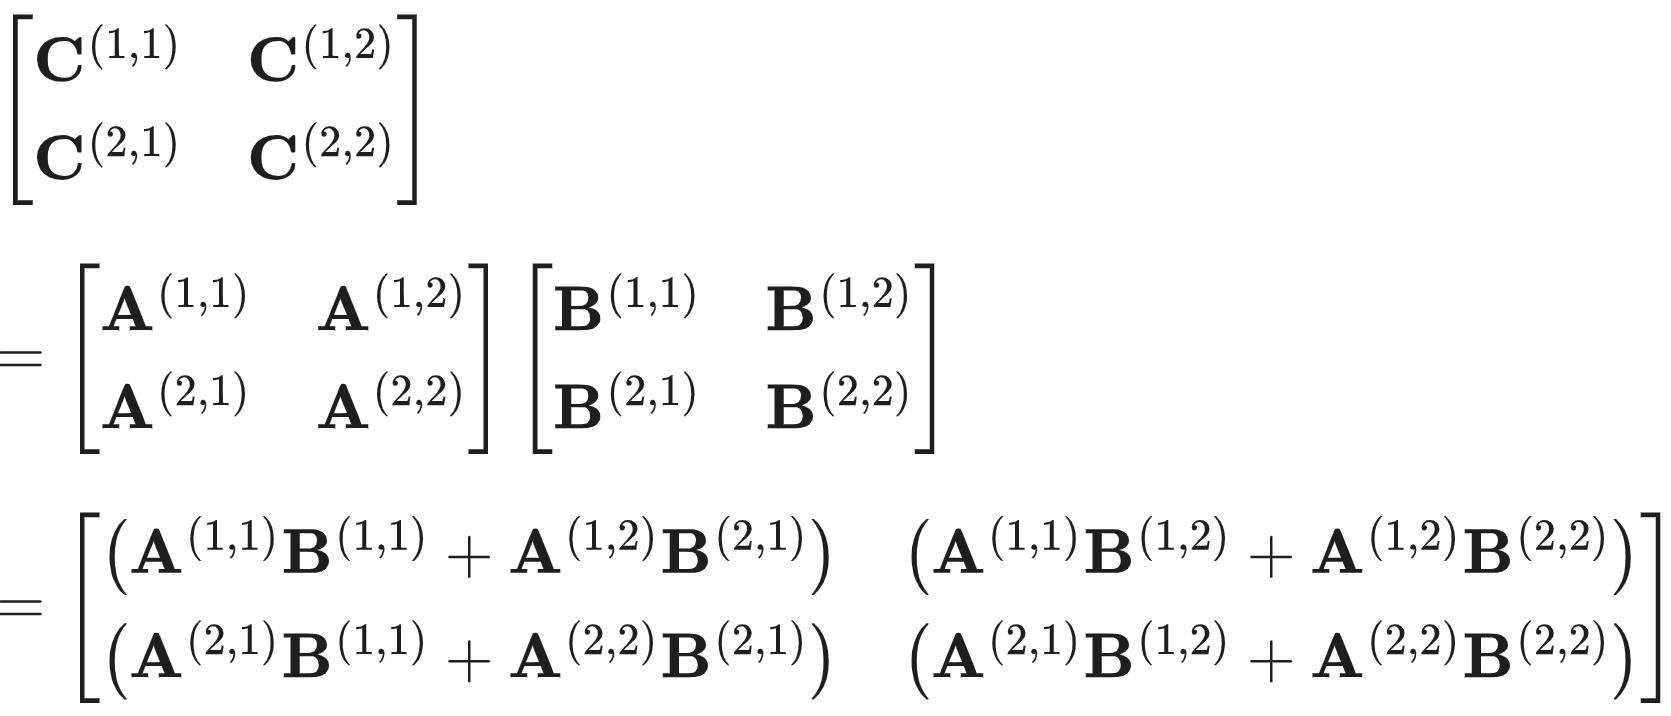 [C^(1,1) C^(1,2)
C^(2,1) C^(2,2)]
= [A^(1,1) A^(1,2)
A^(2,1) A^(2,2)] [B^(1,1) B^(1,2)
B^(2,1) B^(2,2)]
= [(A^(1,1)B^(1,1) + A^(1,2)B^(2,1)) (A^(1,1)B^(1,2) + A^(1,2)B^(2,2))
(A^(2,1)B^(1,1) + A^(2,2)B^(2,1)) (A^(2,1)B^(1,2) + A^(2,2)B^(2,2))]